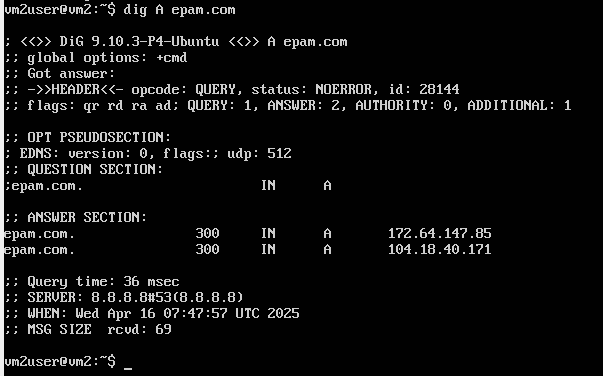 vm2user@vm2:~$ dig A epam.com
; <<>> DiG 9.10.3-P4-Ubuntu <<>> A epam.com
;; global options: +cmd
;; Got answer:
;; ->>HEADER<<- opcode: QUERY, status: NOERROR, id: 28144
;; flags: qr rd ra ad; QUERY: 1, ANSWER: 2, AUTHORITY: 0, ADDITIONAL: 1
;; OPT PSEUDOSECTION:
; EDNS: version: 0, flags:; udp: 512
;; QUESTION SECTION:
;epam.com. IN A
;; ANSWER SECTION:
epam.com. 300 IN A 172.64.147.85
epam.com. 300 IN A 104.18.40.171
;; Query time: 36 msec
;; SERVER: 8.8.8.8#53(8.8.8.8)
;; WHEN: Wed Apr 16 07:47:57 UTC 2025
;; MSG SIZE rcvd: 69
vm2user@vm2:~$ _